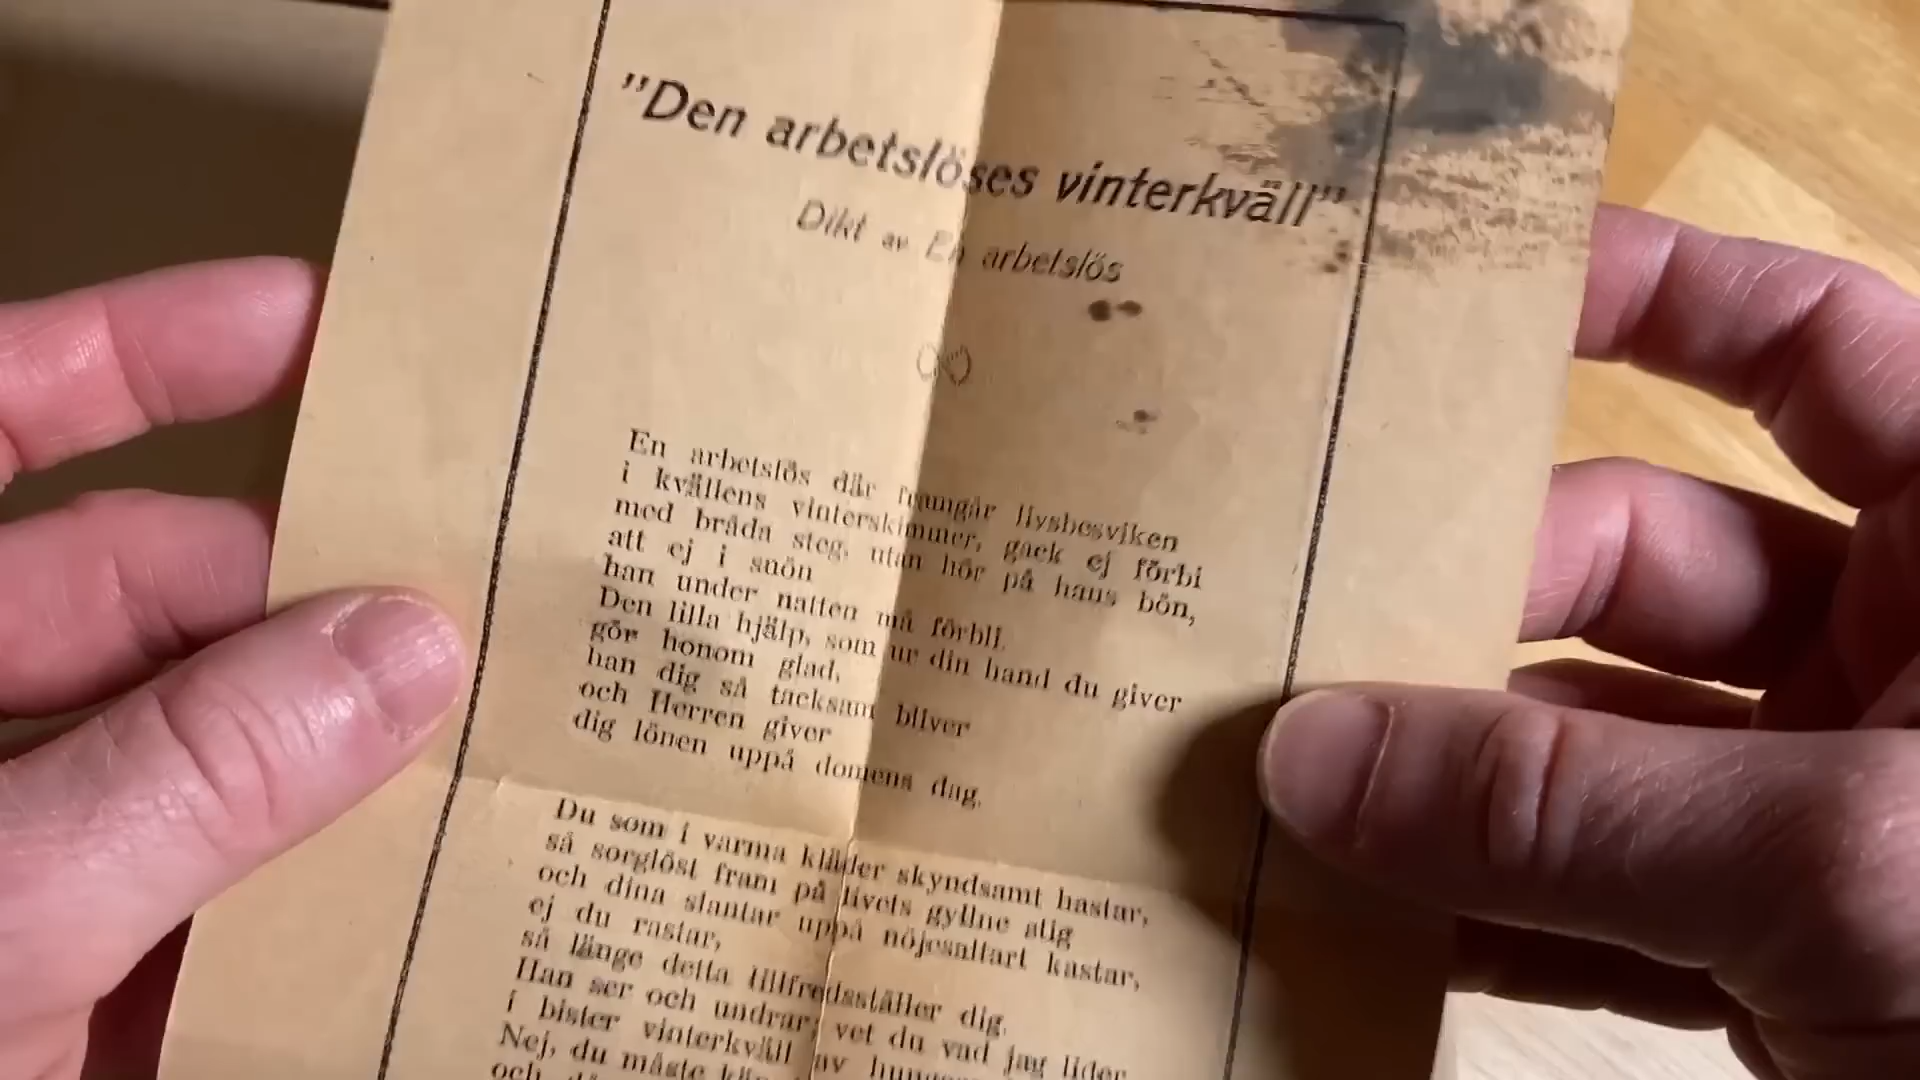 "Den arbetslöses vinterkväll"
Dikt av En arbetslös
En arbetslös där framgår livsbesviken
i kvällens vinterskimmer, gack ej förbi
med bråda steg, utan hör på hans bön,
att ej i snön
han under natten må förbli.
Den lilla hjälp, som ur din hand du giver
gör honom glad,
han dig så tacksam bliver
och Herren giver
dig lönen uppå domens dag.
Du som i varma kläder skyndsamt hastar,
så sorglöst fram på livets gyllne stig
och dina slantar uppå nöjesaltart kastar,
ej du rastar,
så länge detta tillfredsställer dig.
Han ser och undrar; vet du vad jag lider
i bister vinterkväll av
Nej, du måste
och